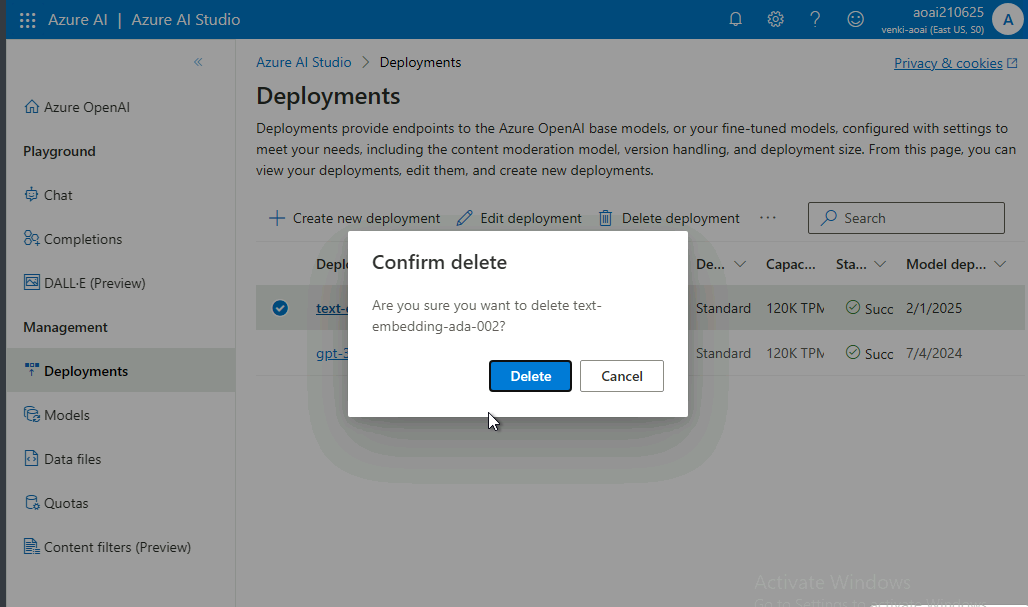 Azure AI | Azure AI Studio
aoai210625
venki-aoai (East US, S0)
A
Azure AI Studio > Deployments
Privacy & cookies
Azure OpenAI
Playground
Chat
Completions
DALL·E (Preview)
Management
Deployments
Models
Data files
Quotas
Content filters (Preview)
Deployments
Deployments provide endpoints to the Azure OpenAI base models, or your fine-tuned models, configured with settings to
meet your needs, including the content moderation model, version handling, and deployment size. From this page, you can
view your deployments, edit them, and create new deployments.
Create new deployment Edit deployment Delete deployment ... Search
Deplo De... Capac... Sta... Model dep...
text-e Standard 120K TPM Succ 2/1/2025
gpt-3 Standard 120K TPM Succ 7/4/2024
Confirm delete
Are you sure you want to delete text-
embedding-ada-002?
Delete Cancel
Activate Windows
Go to Settings to activate Windows.